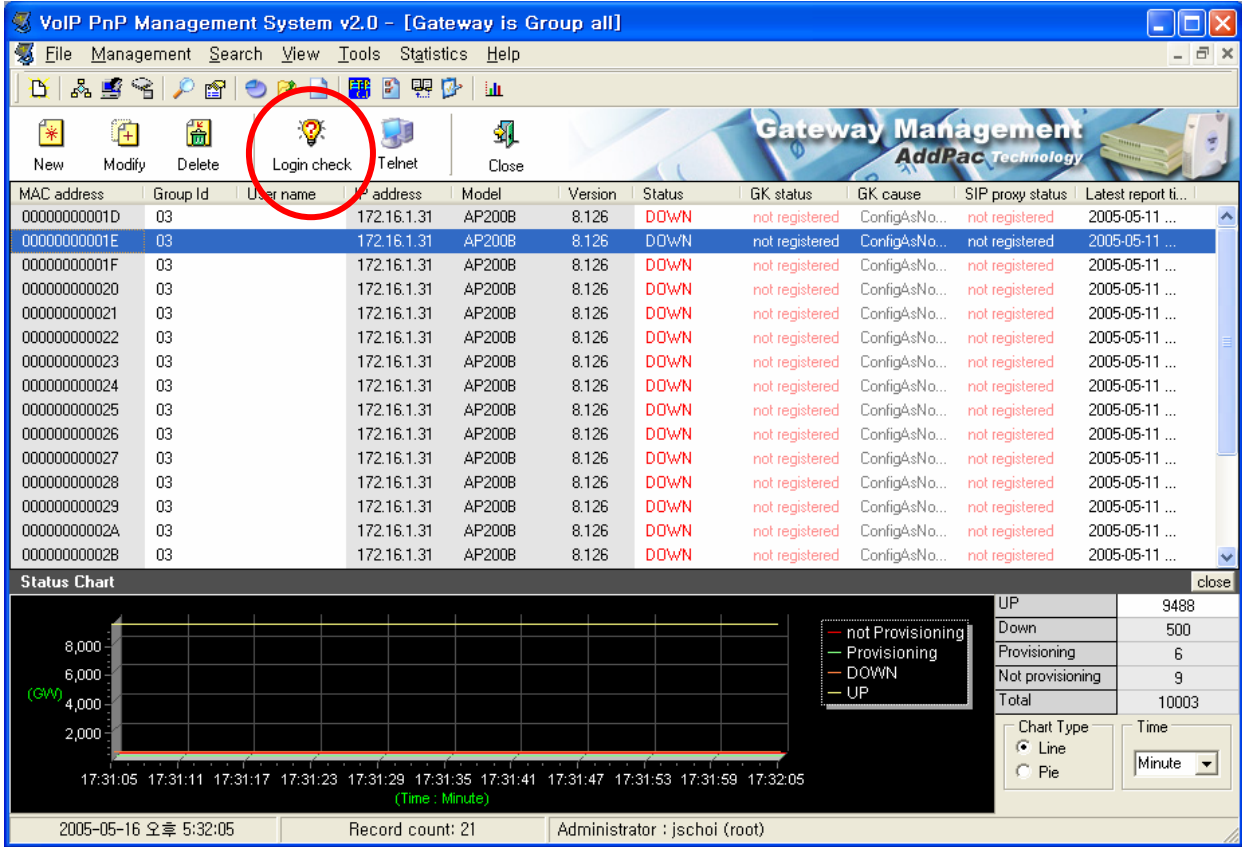 VoIP PnP Management System v2.0 - [Gateway is Group all]
File Management Search View Tools Statistics Help
New Modify Delete Login check Telnet Close
Gateway Management
AddPac Technology
MAC address Group Id User name IP address Model Version Status GK status GK cause SIP proxy status Latest report ti...
00000000001D 03 172.16.1.31 AP200B 8.126 DOWN not registered ConfigAsNo... not registered 2005-05-11 ...
00000000001E 03 172.16.1.31 AP200B 8.126 DOWN not registered ConfigAsNo... not registered 2005-05-11 ...
00000000001F 03 172.16.1.31 AP200B 8.126 DOWN not registered ConfigAsNo... not registered 2005-05-11 ...
000000000020 03 172.16.1.31 AP200B 8.126 DOWN not registered ConfigAsNo... not registered 2005-05-11 ...
000000000021 03 172.16.1.31 AP200B 8.126 DOWN not registered ConfigAsNo... not registered 2005-05-11 ...
000000000022 03 172.16.1.31 AP200B 8.126 DOWN not registered ConfigAsNo... not registered 2005-05-11 ...
000000000023 03 172.16.1.31 AP200B 8.126 DOWN not registered ConfigAsNo... not registered 2005-05-11 ...
000000000024 03 172.16.1.31 AP200B 8.126 DOWN not registered ConfigAsNo... not registered 2005-05-11 ...
000000000025 03 172.16.1.31 AP200B 8.126 DOWN not registered ConfigAsNo... not registered 2005-05-11 ...
000000000026 03 172.16.1.31 AP200B 8.126 DOWN not registered ConfigAsNo... not registered 2005-05-11 ...
000000000027 03 172.16.1.31 AP200B 8.126 DOWN not registered ConfigAsNo... not registered 2005-05-11 ...
000000000028 03 172.16.1.31 AP200B 8.126 DOWN not registered ConfigAsNo... not registered 2005-05-11 ...
000000000029 03 172.16.1.31 AP200B 8.126 DOWN not registered ConfigAsNo... not registered 2005-05-11 ...
00000000002A 03 172.16.1.31 AP200B 8.126 DOWN not registered ConfigAsNo... not registered 2005-05-11 ...
00000000002B 03 172.16.1.31 AP200B 8.126 DOWN not registered ConfigAsNo... not registered 2005-05-11 ...
Status Chart close
8,000
6,000
(GW)
4,000
2,000
17:31:05 17:31:11 17:31:17 17:31:23 17:31:29 17:31:35 17:31:41 17:31:47 17:31:53 17:31:59 17:32:05
(Time : Minute)
not Provisioning
Provisioning
DOWN
UP
UP 9488
Down 500
Provisioning 6
Not provisioning 9
Total 10003
Chart Type Time
Line
Minute
Pie
2005-05-16 오후 5:32:05 Record count: 21 Administrator : jschoi (root)